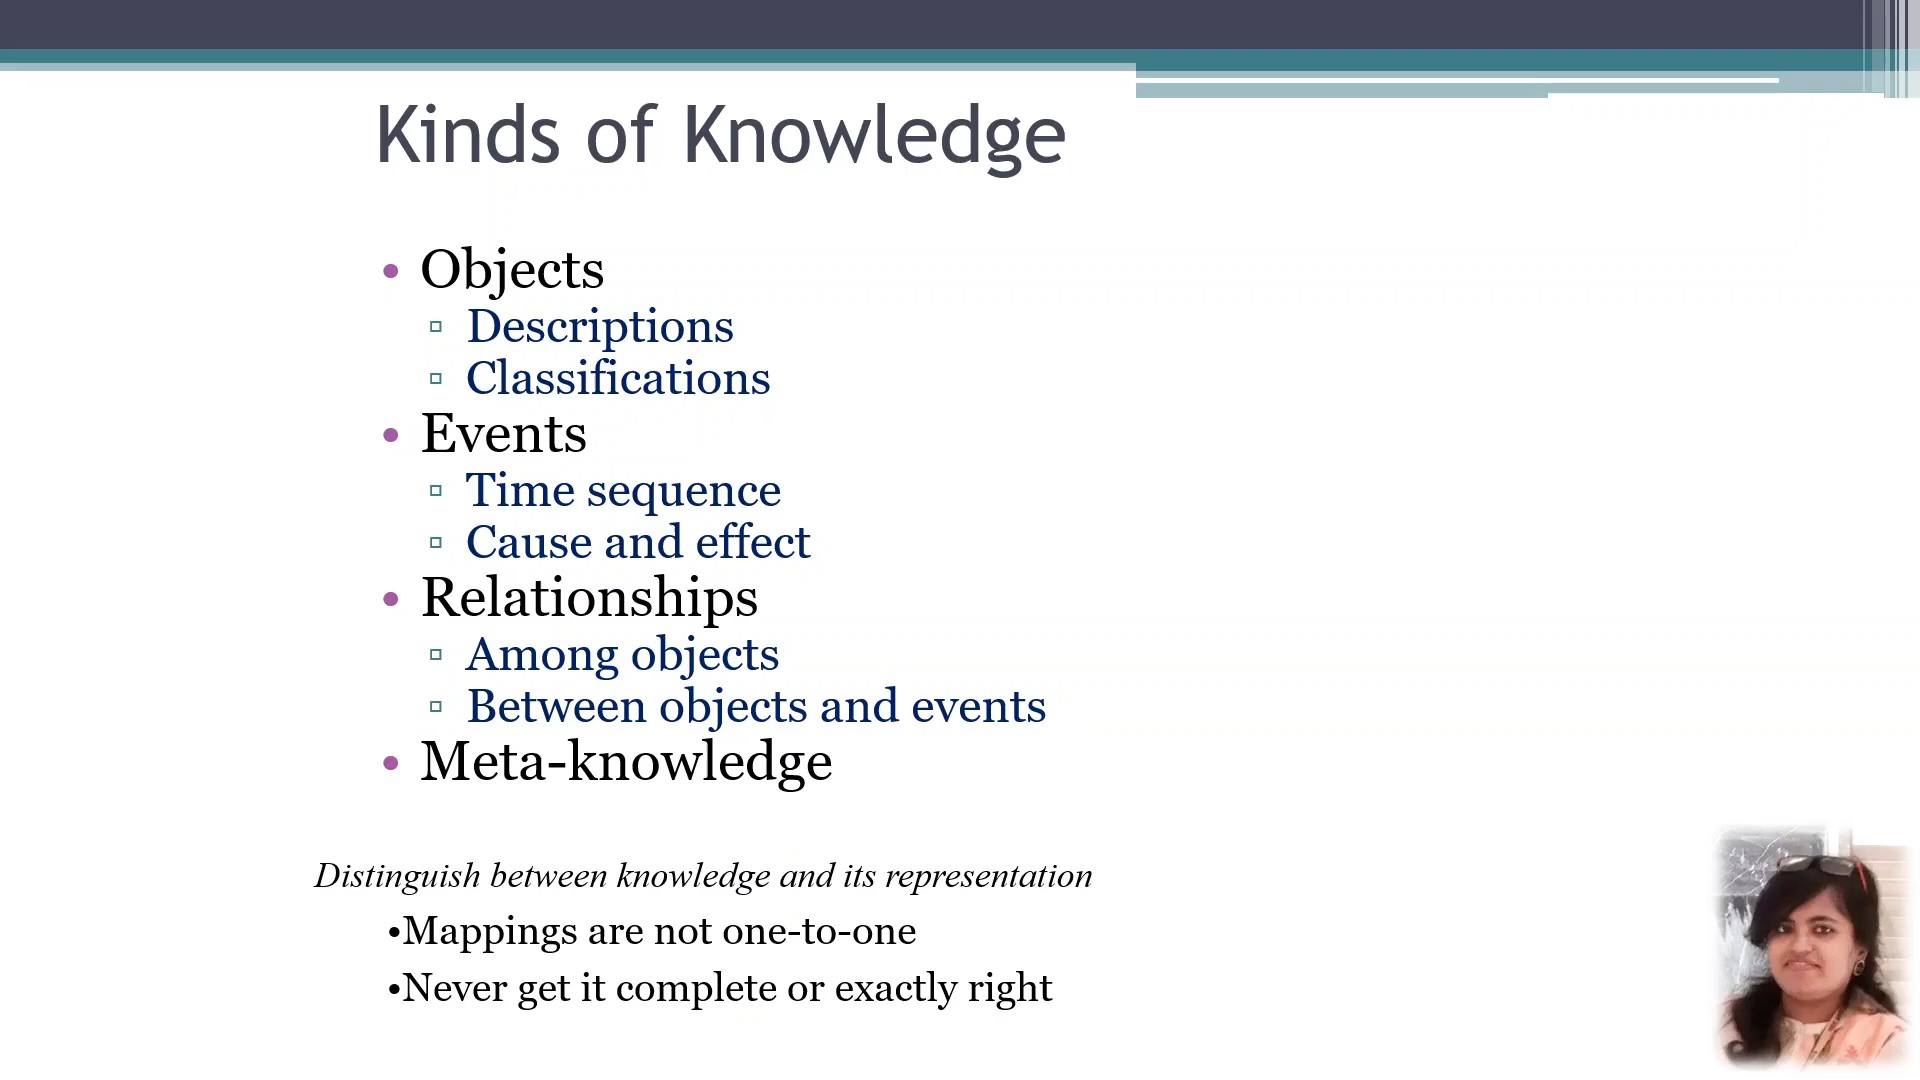 Kinds of Knowledge
• Objects
▫ Descriptions
▫ Classifications
• Events
▫ Time sequence
▫ Cause and effect
• Relationships
▫ Among objects
▫ Between objects and events
• Meta-knowledge
Distinguish between knowledge and its representation
•Mappings are not one-to-one
•Never get it complete or exactly right